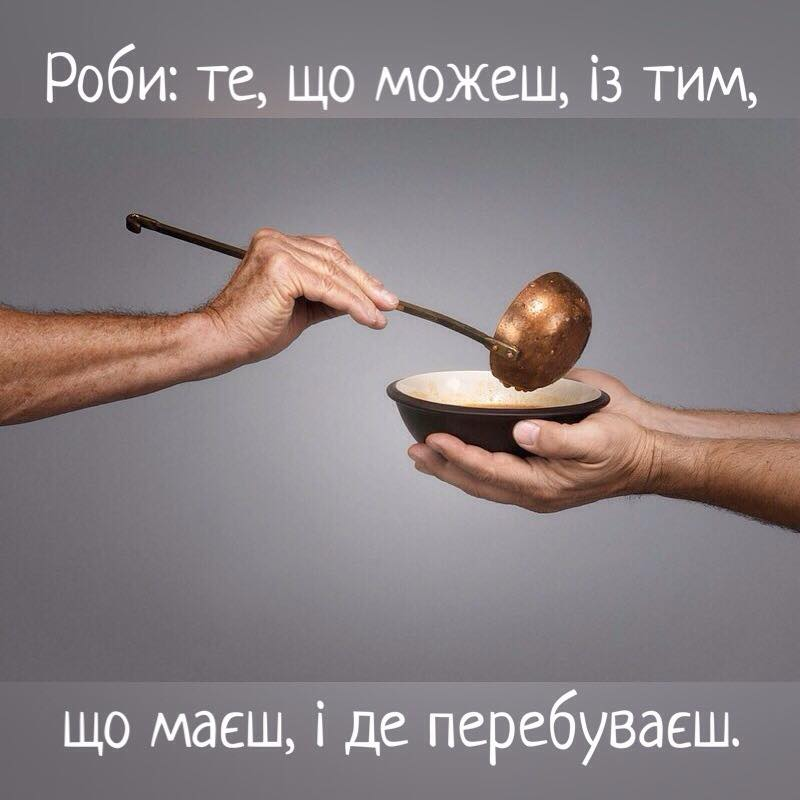 Роби: те, що можеш, із тим,
що маєш, і де перебуваєш.